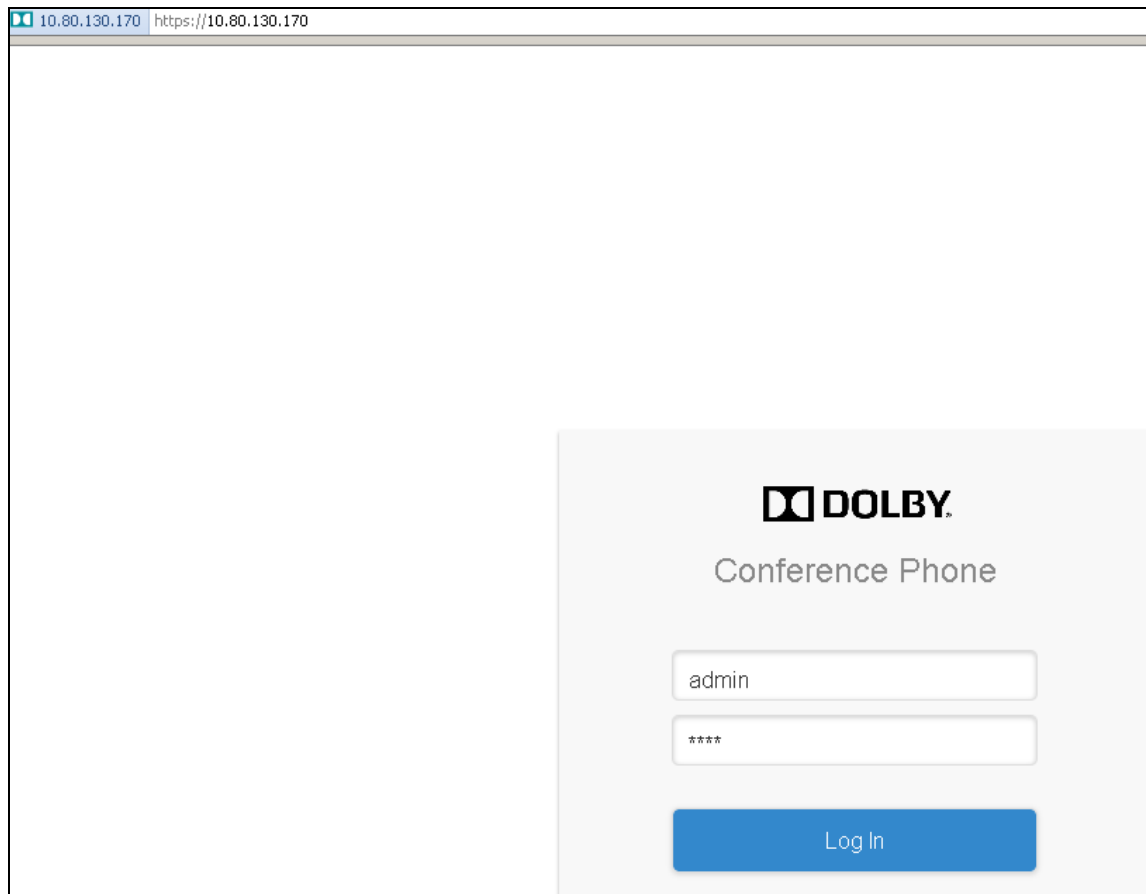 10.80.130.170 https://10.80.130.170
DOLBY
Conference Phone
admin
****
Log In